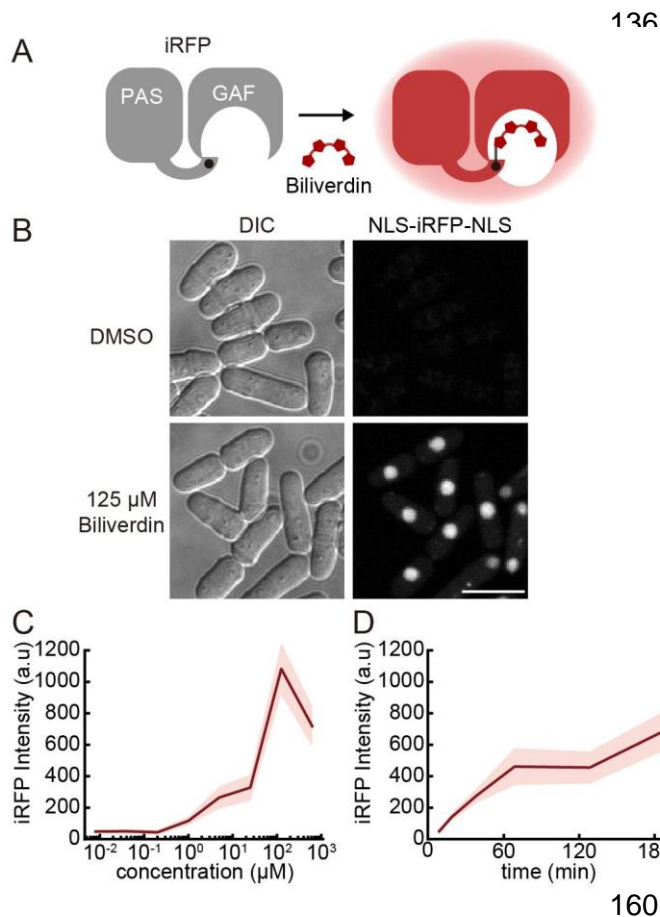 136
A
iRFP
PAS
GAF
Biliverdin
B
DIC
NLS-iRFP-NLS
DMSO
125 µM
Biliverdin
C
iRFP Intensity (a.u)
1200
1000
800
600
400
200
0
10⁻² 10⁻¹ 10⁰ 10¹ 10² 10³
concentration (µM)
D
iRFP Intensity (a.u)
1200
1000
800
600
400
200
0
0 60 120 18
time (min)
160